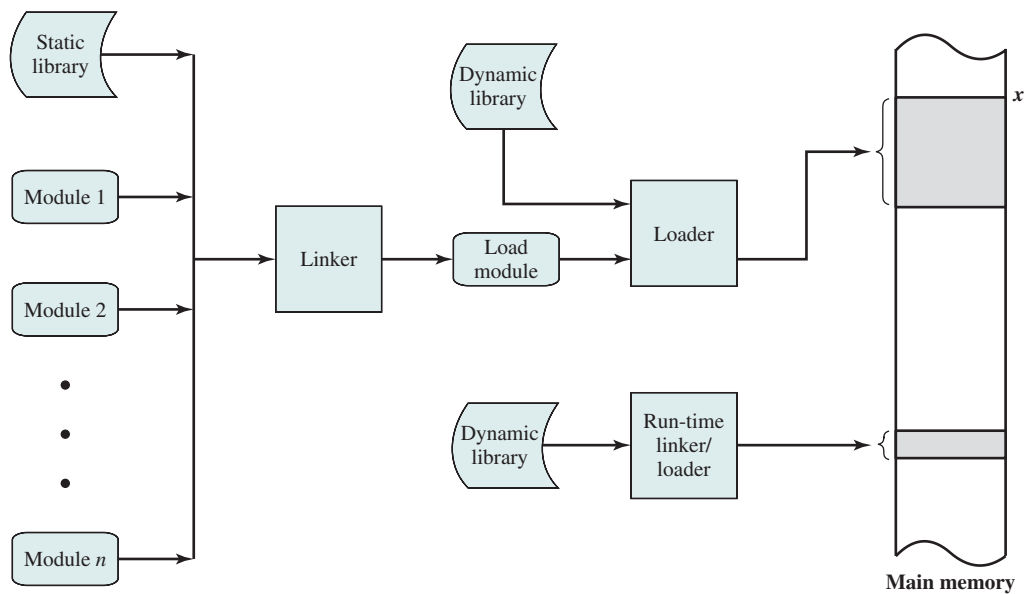 Static
library
Module 1
Module 2
Module n
Linker
Dynamic
library
Load
module
Loader
Dynamic
library
Run-time
linker/
loader
x
Main memory